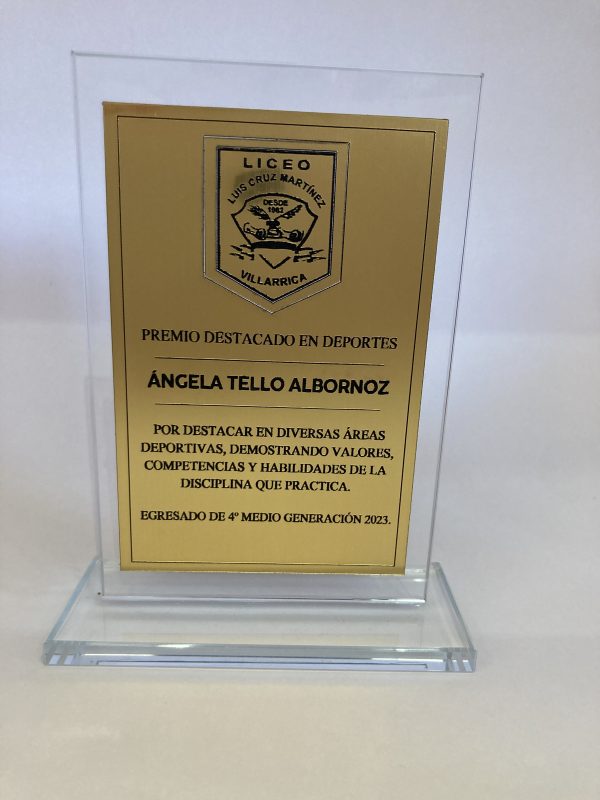 LICEO
LUIS CRUZ MARTÍNEZ
DESDE
1962
VILLARRICA
PREMIO DESTACADO EN DEPORTES
ÁNGELA TELLO ALBORNOZ
POR DESTACAR EN DIVERSAS ÁREAS
DEPORTIVAS, DEMOSTRANDO VALORES,
COMPETENCIAS Y HABILIDADES DE LA
DISCIPLINA QUE PRACTICA.
EGRESADO DE 4º MEDIO GENERACIÓN 2023.